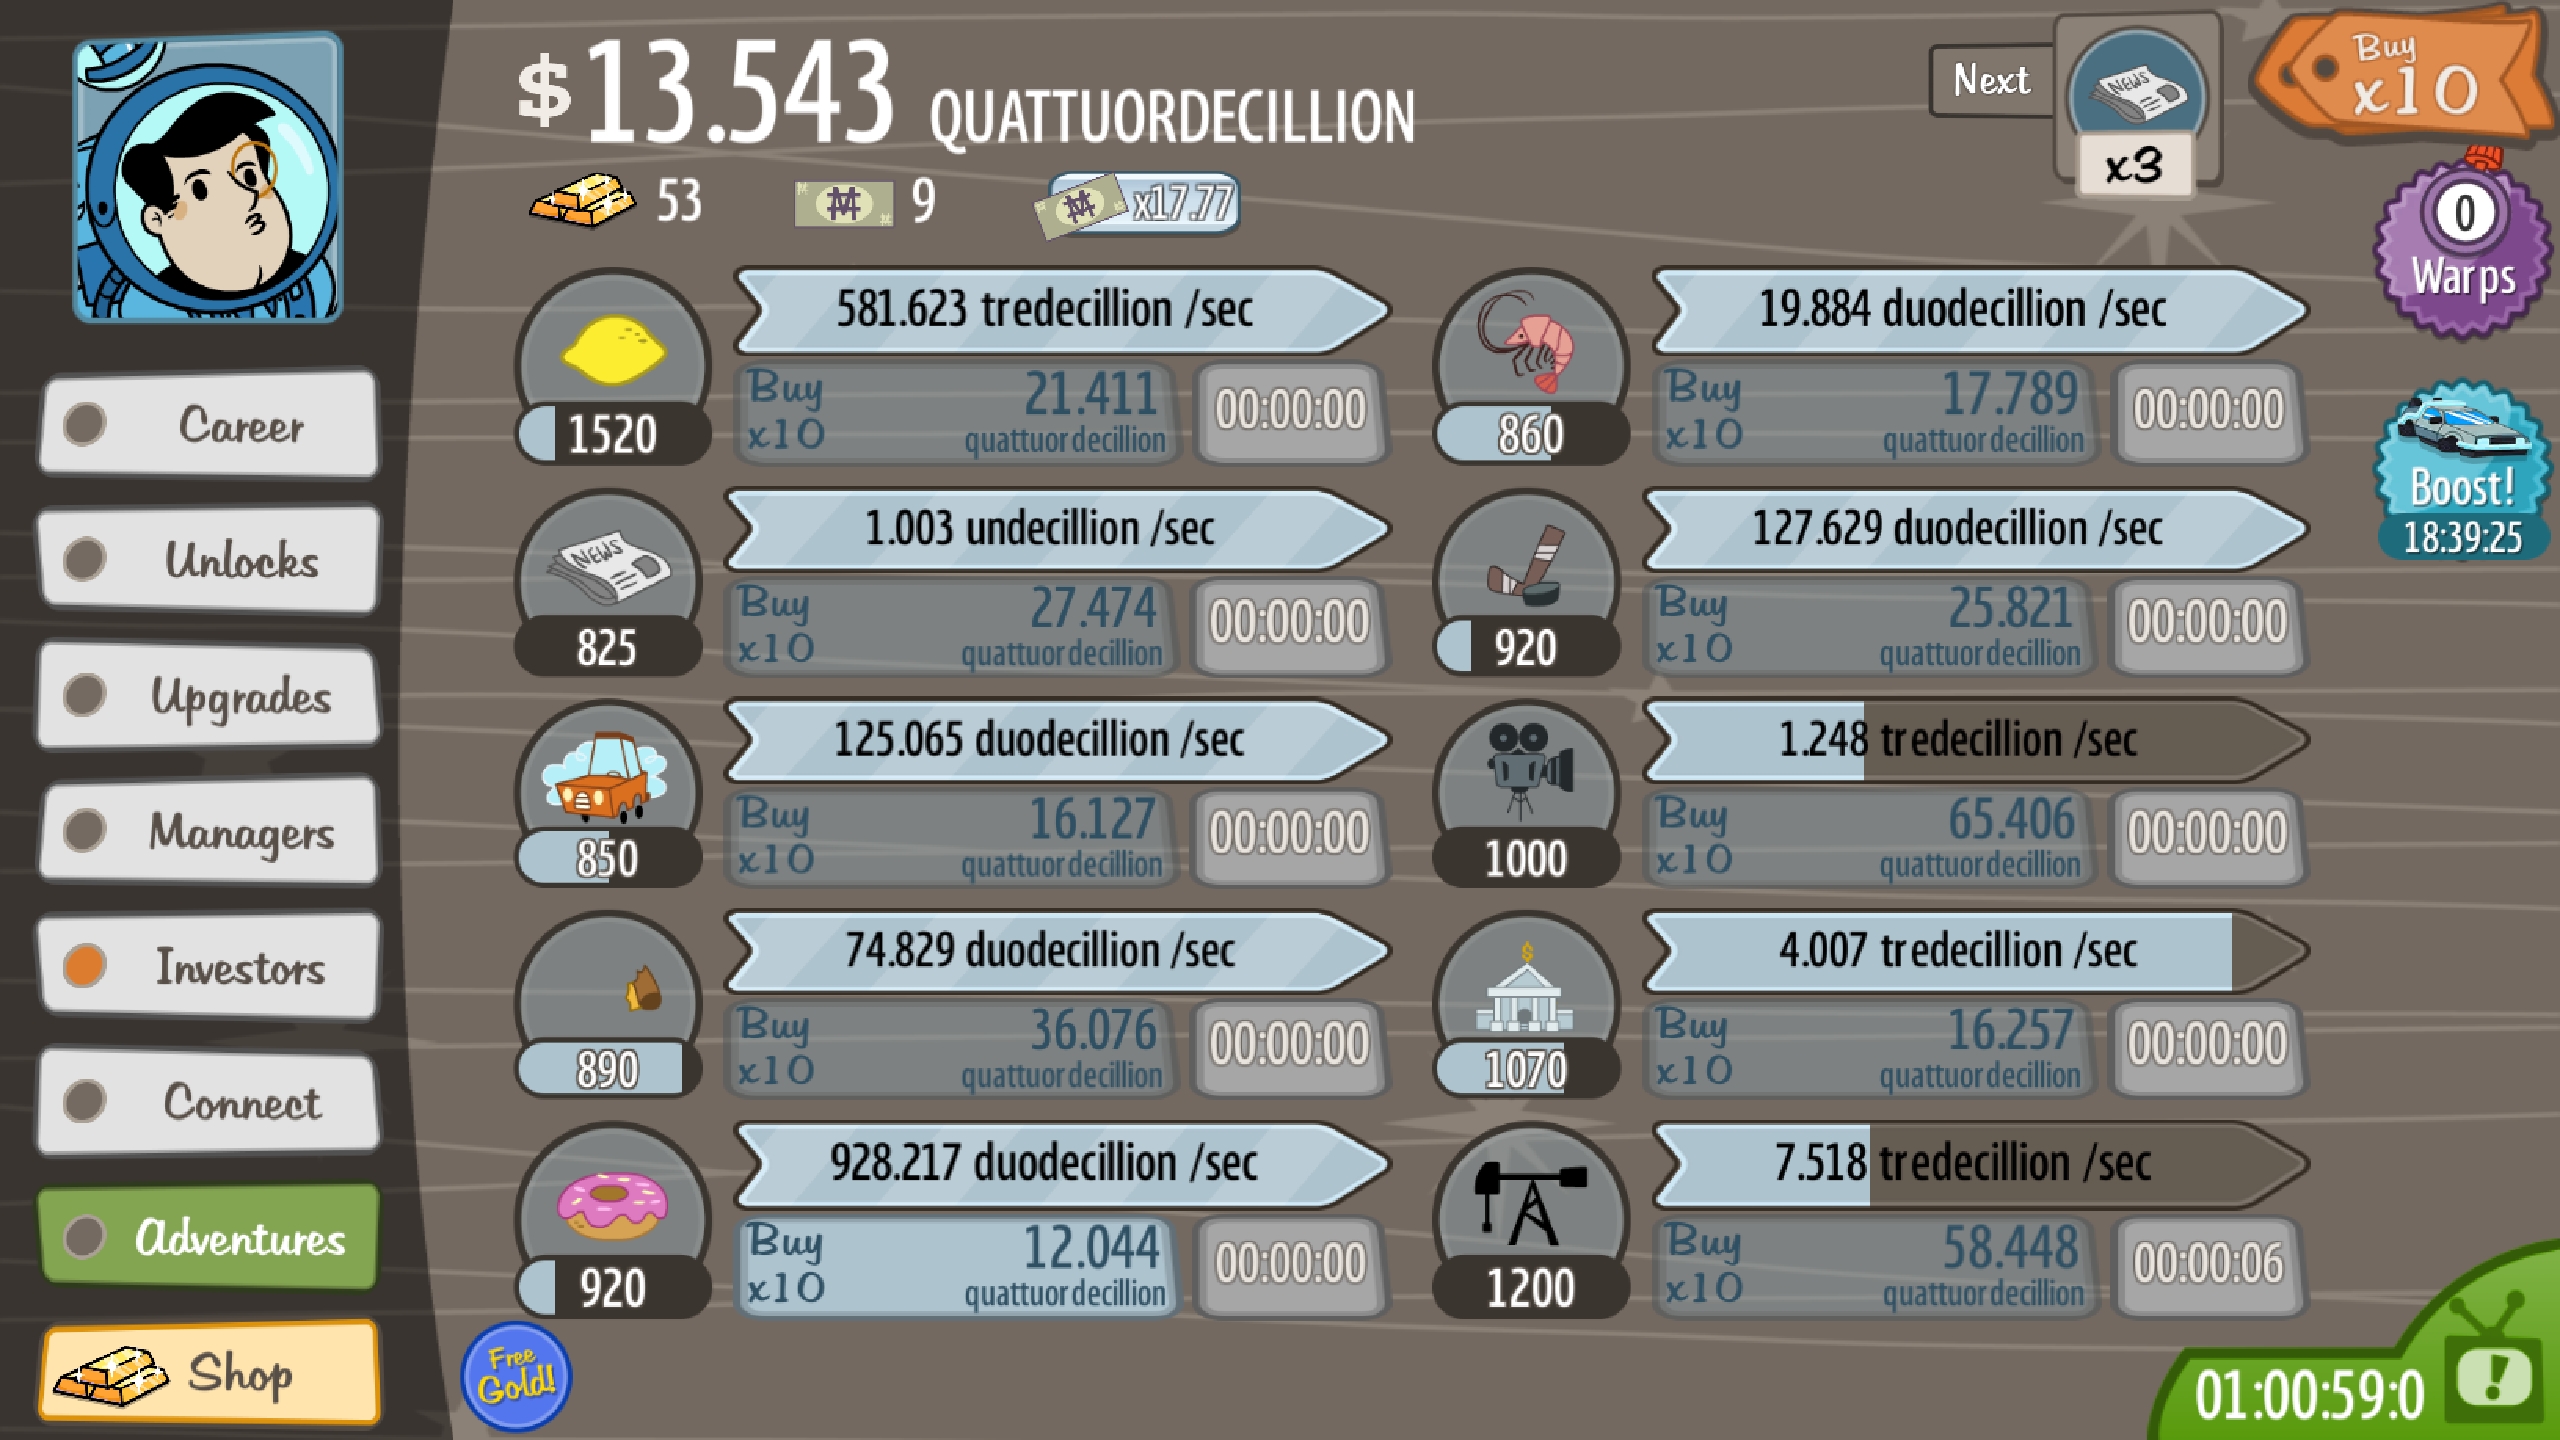 $13.543 QUATTUORDECILLION
53
9
x17.77
Next
NEWS
x3
Buy
x10
0
Warps
Boost!
18:39:25
Career
Unlocks
Upgrades
Managers
Investors
Connect
Adventures
Shop
581.623 tredecillion /sec
Buy
x10
21.411
quattuordecillion
00:00:00
1520
19.884 duodecillion /sec
Buy
x10
17.789
quattuordecillion
00:00:00
860
NEWS
1.003 undecillion /sec
Buy
x10
27.474
quattuordecillion
00:00:00
825
127.629 duodecillion /sec
Buy
x10
25.821
quattuordecillion
00:00:00
920
125.065 duodecillion /sec
Buy
x10
16.127
quattuordecillion
00:00:00
850
1.248 tredecillion /sec
Buy
x10
65.406
quattuordecillion
00:00:00
1000
74.829 duodecillion /sec
Buy
x10
36.076
quattuordecillion
00:00:00
890
$
4.007 tredecillion /sec
Buy
x10
16.257
quattuordecillion
00:00:00
1070
928.217 duodecillion /sec
Buy
x10
12.044
quattuordecillion
00:00:00
920
7.518 tredecillion /sec
Buy
x10
58.448
quattuordecillion
00:00:06
1200
Free
Gold!
01:00:59:0
!